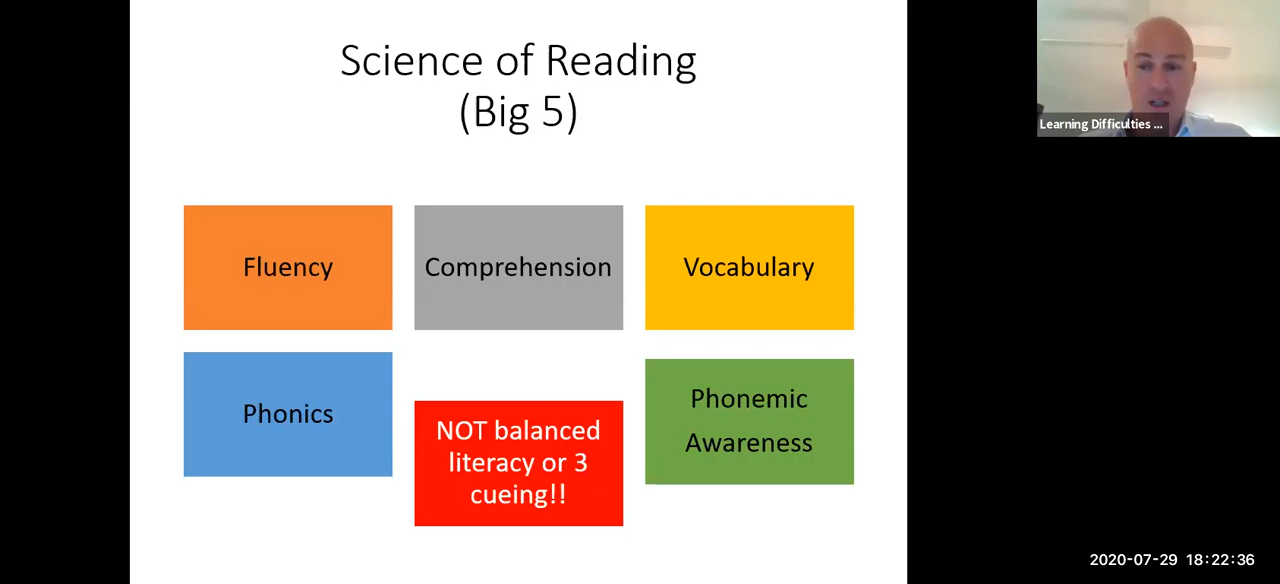 Science of Reading
(Big 5)
Learning Difficulties ...
Fluency
Comprehension
Vocabulary
Phonics
NOT balanced
literacy or 3
cueing!!
Phonemic
Awareness
2020-07-29 18:22:36